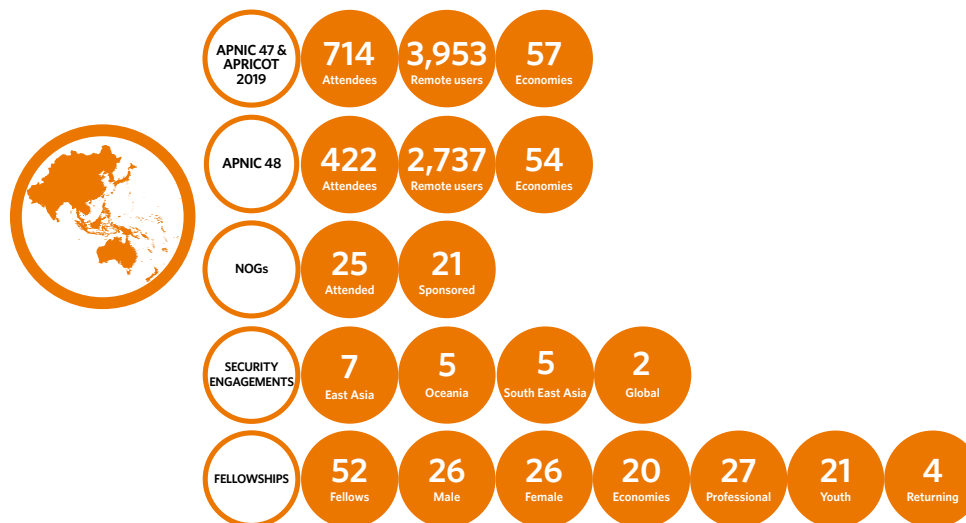 APNIC 47 &
APRICOT
2019
714
Attendees
3,953
Remote users
57
Economies
APNIC 48
422
Attendees
2,737
Remote users
54
Economies
NOGs
25
Attended
21
Sponsored
SECURITY
ENGAGEMENTS
7
East Asia
5
Oceania
5
South East Asia
2
Global
FELLOWSHIPS
52
Fellows
26
Male
26
Female
20
Economies
27
Professional
21
Youth
4
Returning